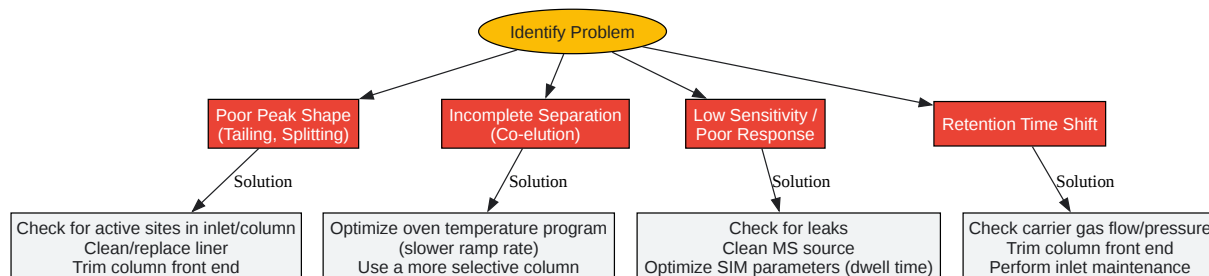 Identify Problem
Poor Peak Shape
(Tailing, Splitting)
Incomplete Separation
(Co-elution)
Low Sensitivity /
Poor Response
Retention Time Shift
Solution
Solution
Solution
Solution
Check for active sites in inlet/column
Clean/replace liner
Trim column front end
Optimize oven temperature program
(slower ramp rate)
Use a more selective column
Check for leaks
Clean MS source
Optimize SIM parameters (dwell time)
Check carrier gas flow/pressure
Trim column front end
Perform inlet maintenance